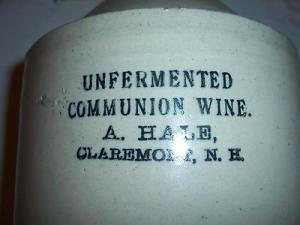 UNFERMENTED
COMMUNION WINE.
A. HALE,
CLAREMONT, N. H.